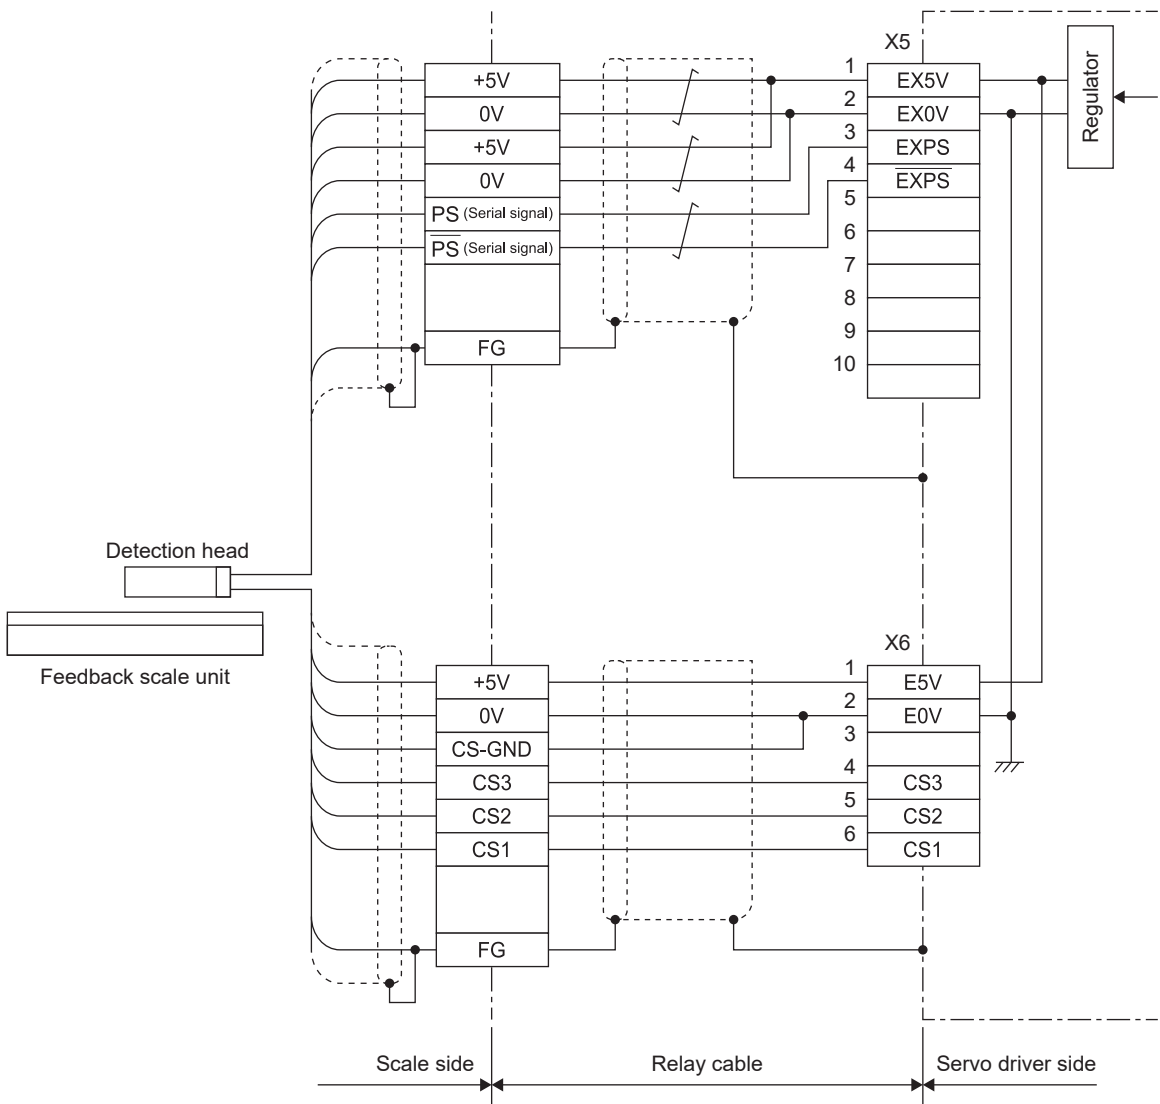 X5
+5V
0V
+5V
0V
PS (Serial signal)
P̅S̅ (Serial signal)
FG
1
2
3
4
5
6
7
8
9
10
EX5V
EX0V
EXPS
E̅X̅P̅S̅
Regulator
Detection head
Feedback scale unit
X6
+5V
0V
CS-GND
CS3
CS2
CS1
FG
1
2
3
4
5
6
E5V
E0V
CS3
CS2
CS1
Scale side
Relay cable
Servo driver side